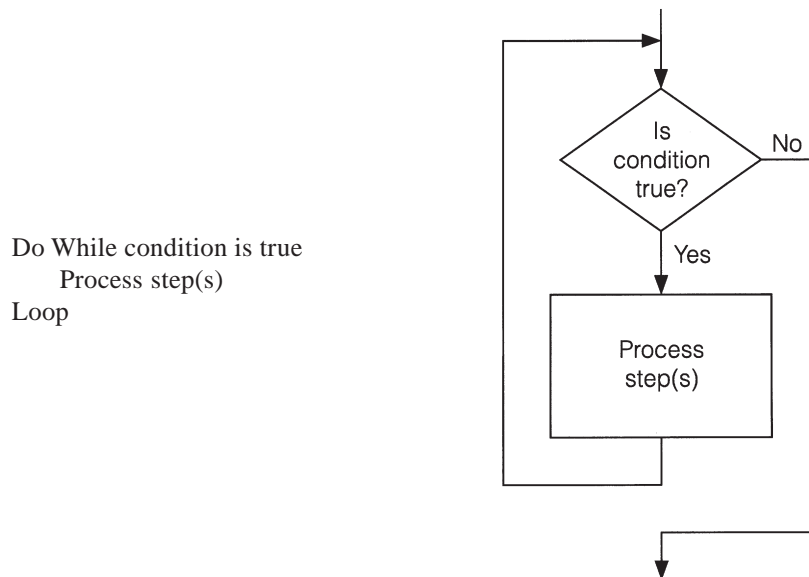 Do While condition is true
Process step(s)
Loop
Is
condition
true?
No
Yes
Process
step(s)